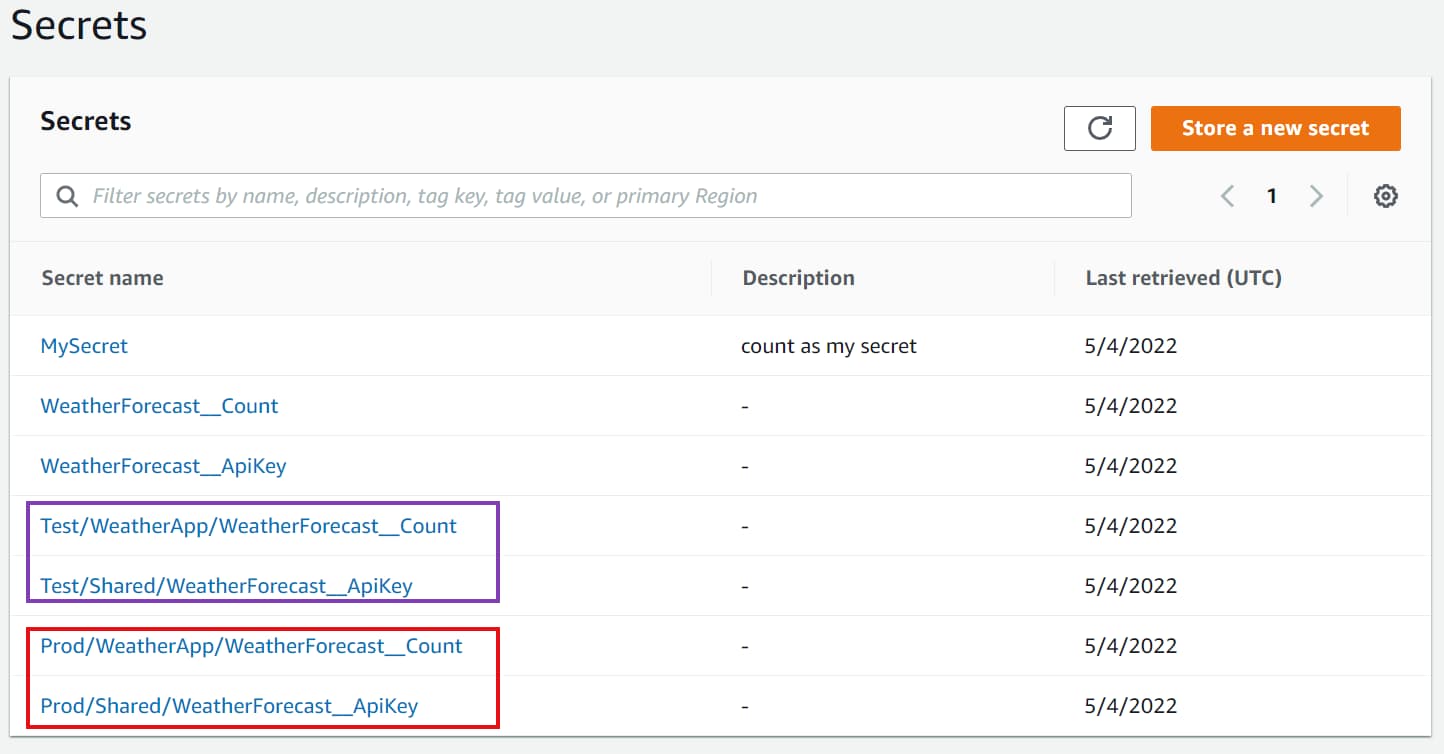 Secrets
Secrets
Store a new secret
Filter secrets by name, description, tag key, tag value, or primary Region
1
Secret name Description Last retrieved (UTC)
MySecret count as my secret 5/4/2022
WeatherForecast__Count - 5/4/2022
WeatherForecast__ApiKey - 5/4/2022
Test/WeatherApp/WeatherForecast__Count - 5/4/2022
Test/Shared/WeatherForecast__ApiKey - 5/4/2022
Prod/WeatherApp/WeatherForecast__Count - 5/4/2022
Prod/Shared/WeatherForecast__ApiKey - 5/4/2022